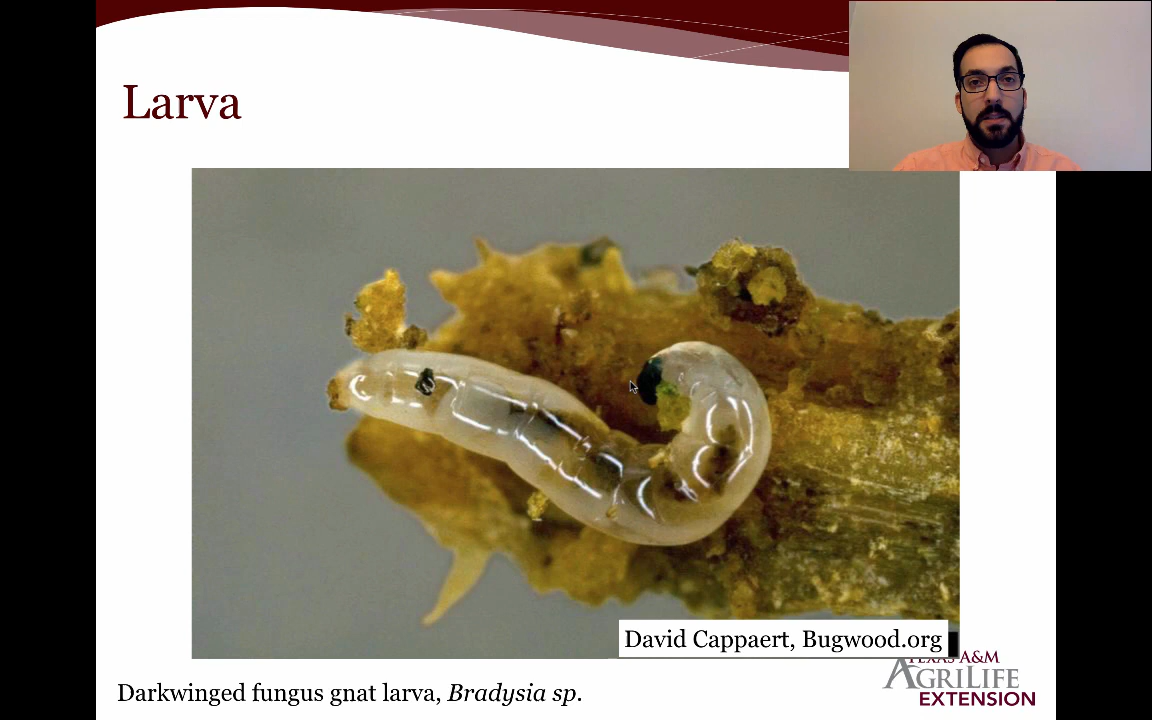 Larva
David Cappaert, Bugwood.org
TEXAS A&M
AGRILIFE
EXTENSION
Darkwinged fungus gnat larva, Bradysia sp.